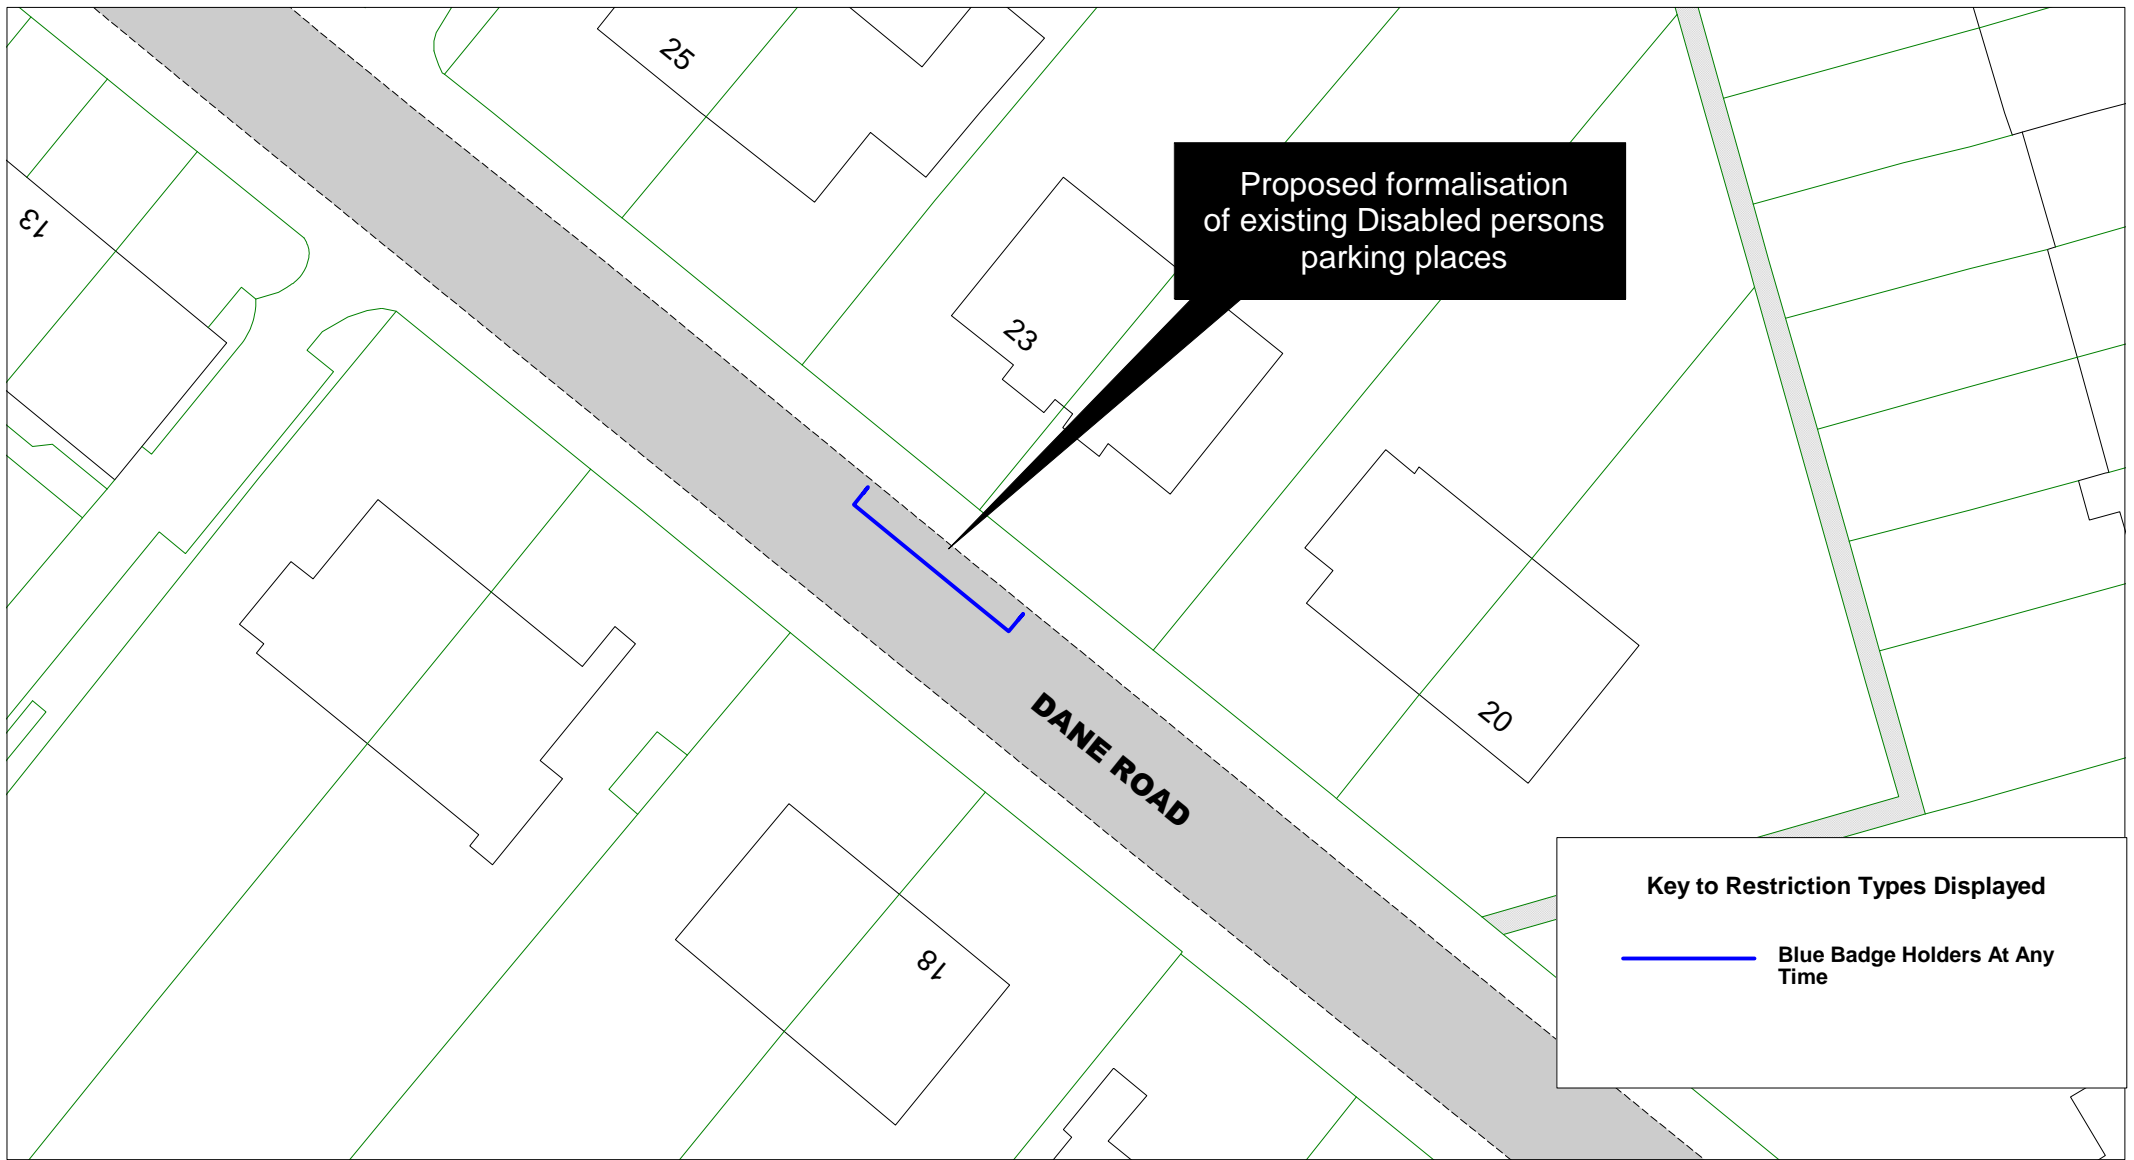 25
13
Proposed formalisation
of existing Disabled persons
parking places
23
DANE ROAD
20
18
Key to Restriction Types Displayed
Blue Badge Holders At Any
Time